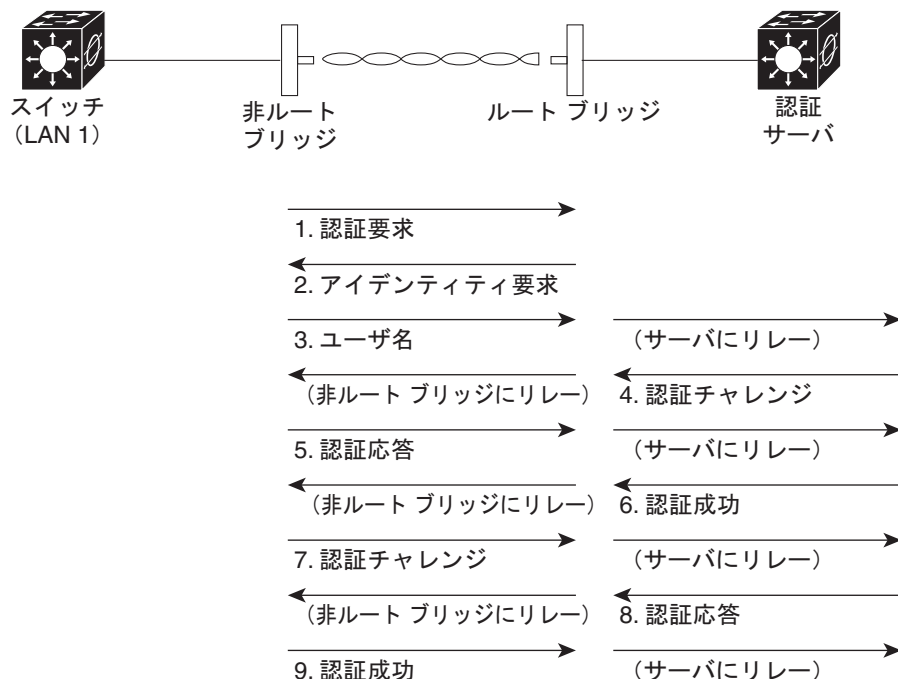 スイッチ
(LAN 1)
非ルート
ブリッジ
ルート ブリッジ
認証
サーバ
1. 認証要求
2. アイデンティティ要求
3. ユーザ名
(サーバにリレー)
(非ルート ブリッジにリレー)
4. 認証チャレンジ
5. 認証応答
(サーバにリレー)
(非ルート ブリッジにリレー)
6. 認証成功
7. 認証チャレンジ
(サーバにリレー)
(非ルート ブリッジにリレー)
8. 認証応答
9. 認証成功
(サーバにリレー)